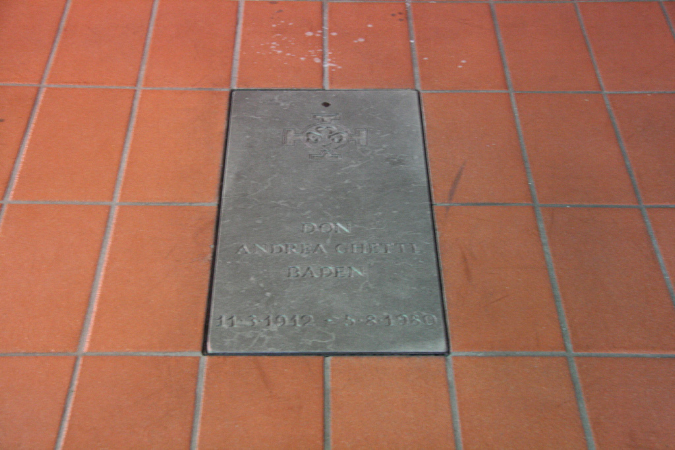 DON
ANDREA GHETTI
BADEN
11-3-1912 - 5-8-1980